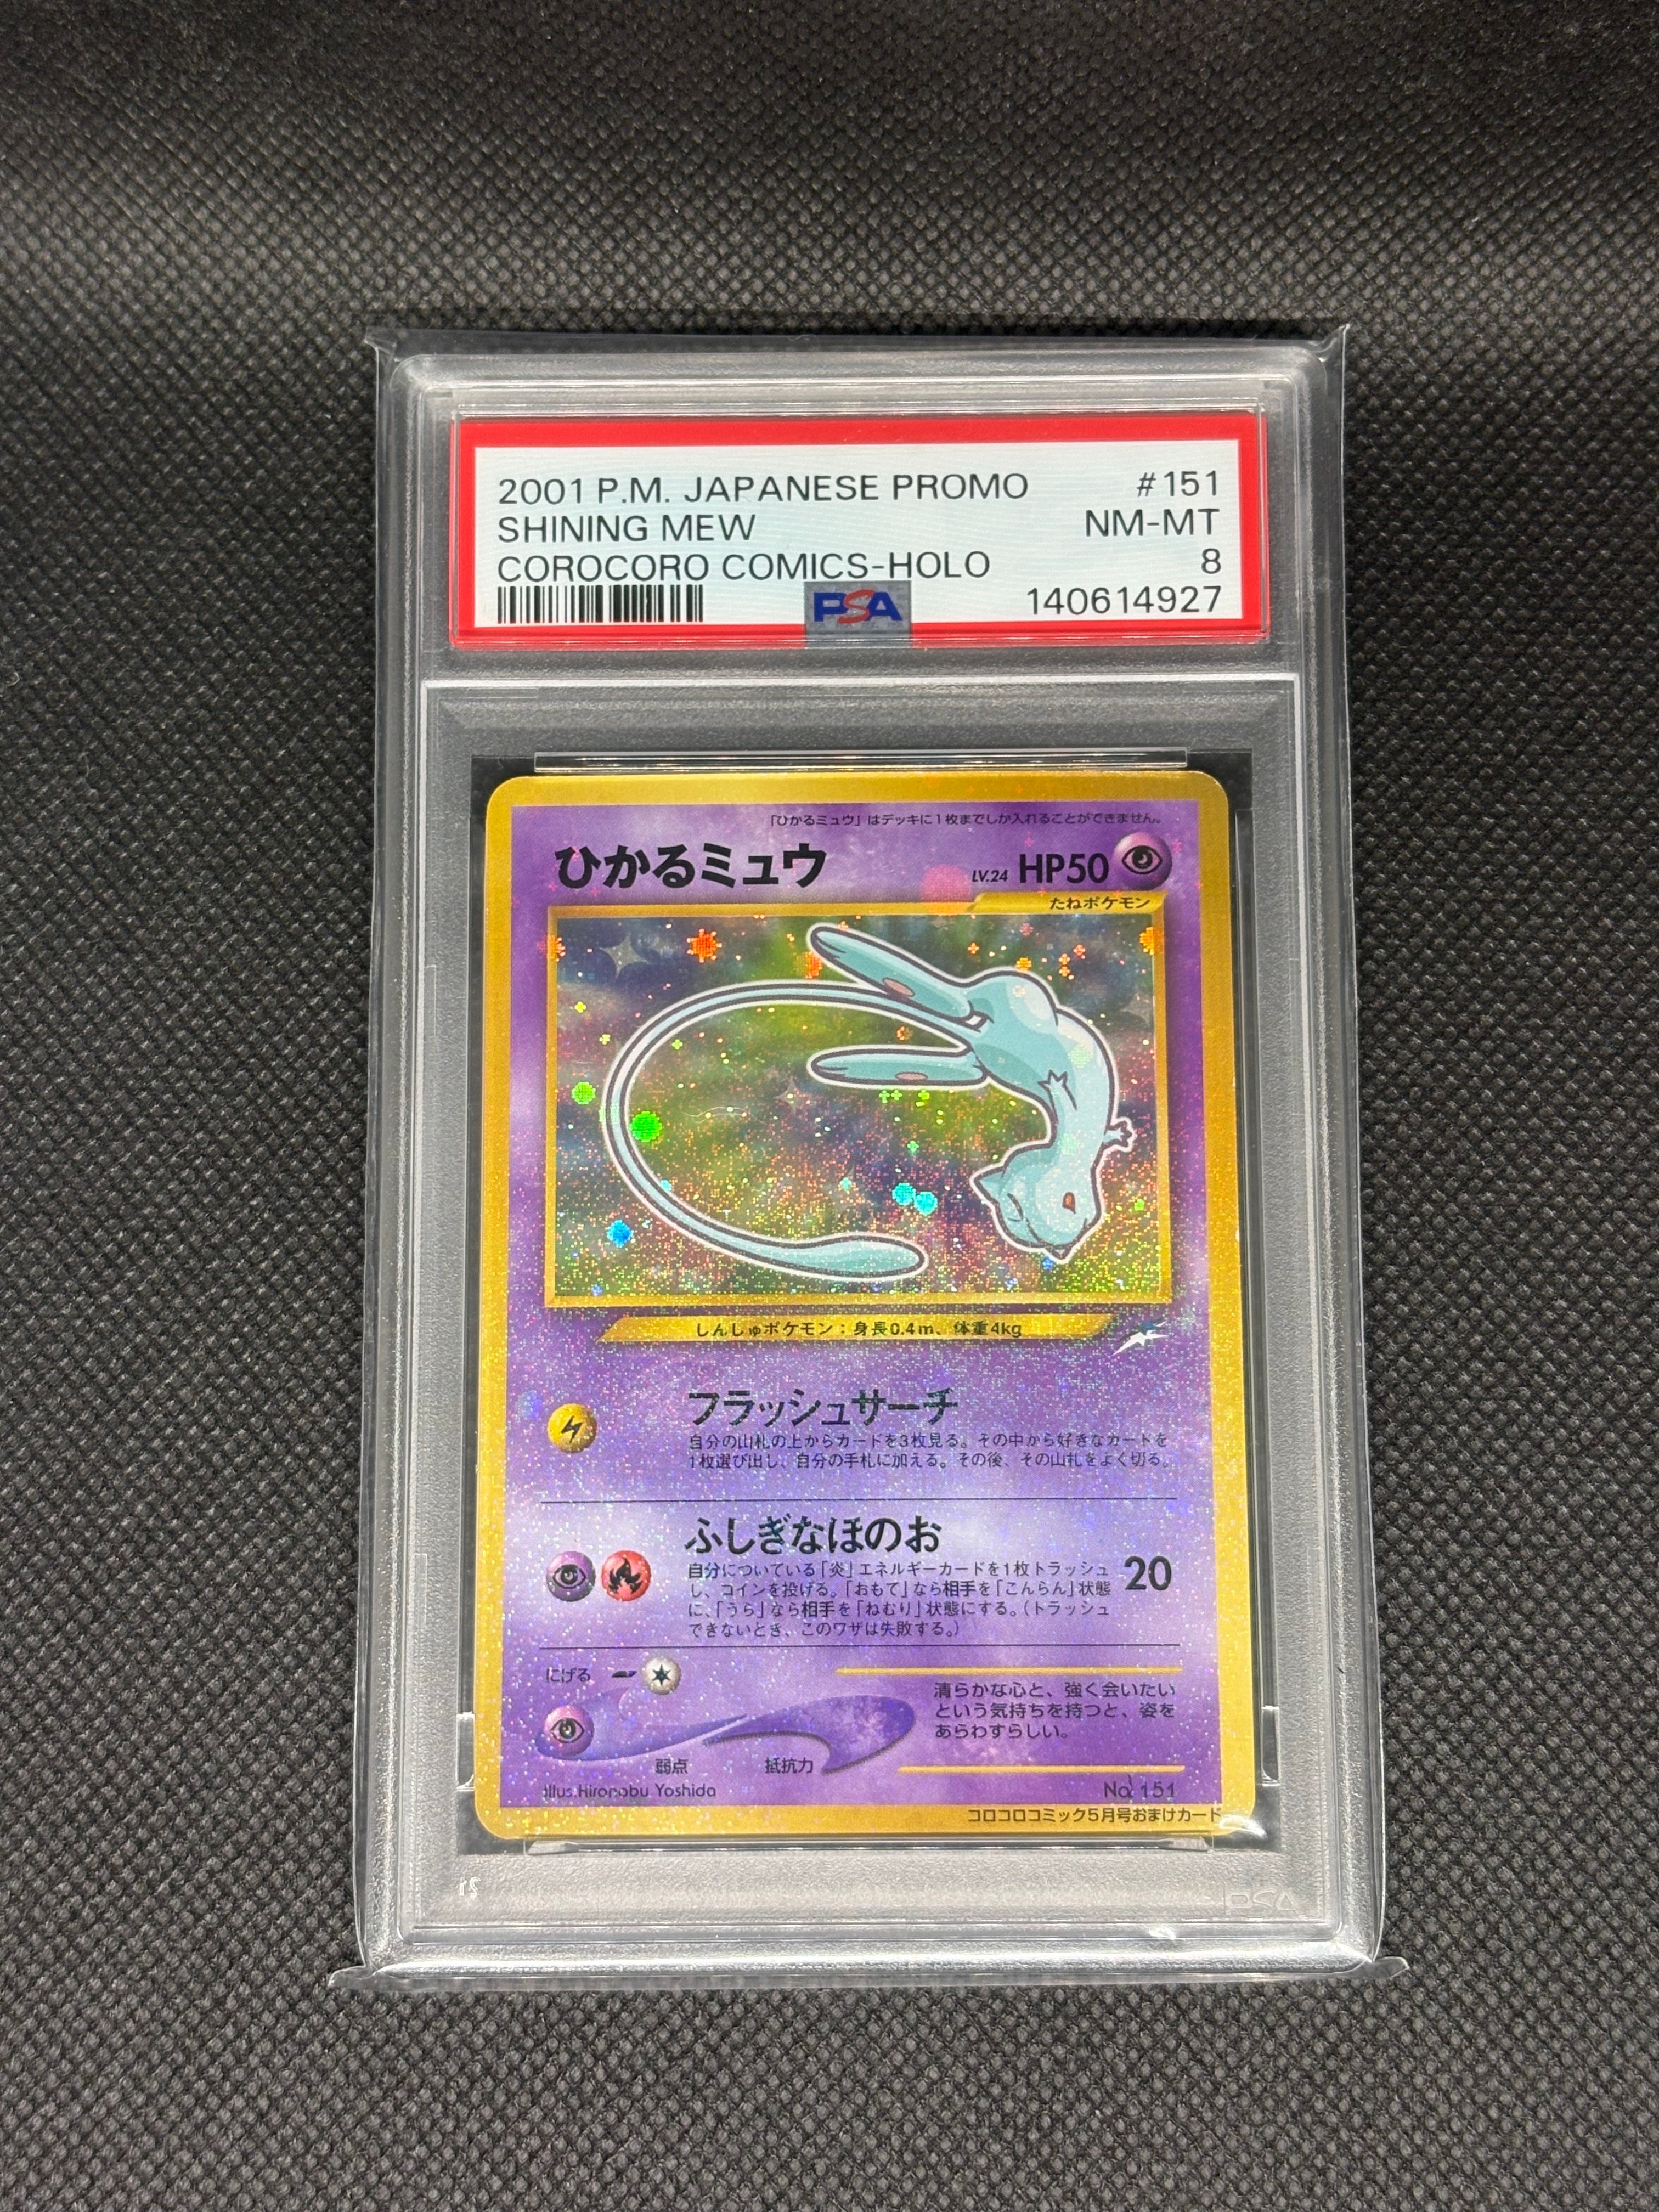 2001 P.M. JAPANESE PROMO #151
SHINING MEW NM-MT
COROCORO COMICS-HOLO 8
PSA 140614927
「ひかるミュウ」はデッキに1枚までしか入れることができません。
ひかるミュウ LV.24 HP50
たねポケモン
しんしゅポケモン：身長0.4m、体重4kg
フラッシュサーチ
自分の山札の上からカードを3枚見る。その中から好きなカードを
1枚選び出し、自分の手札に加える。その後、その山札をよく切る。
ふしぎなほのお
自分についている「炎」エネルギーカードを1枚トラッシュ
し、コインを投げる。「おもて」なら相手を「こんらん」状態
に、「うら」なら相手を「ねむり」状態にする。（トラッシュ
できないとき、このワザは失敗する。）
20
にげる
清らかな心と、強く会いたい
という気持ちを持つと、姿を
あらわすらしい。
弱点 抵抗力
Illus.Hironobu Yoshida No. 151
コロコロコミック5月号おまけカード
PSA